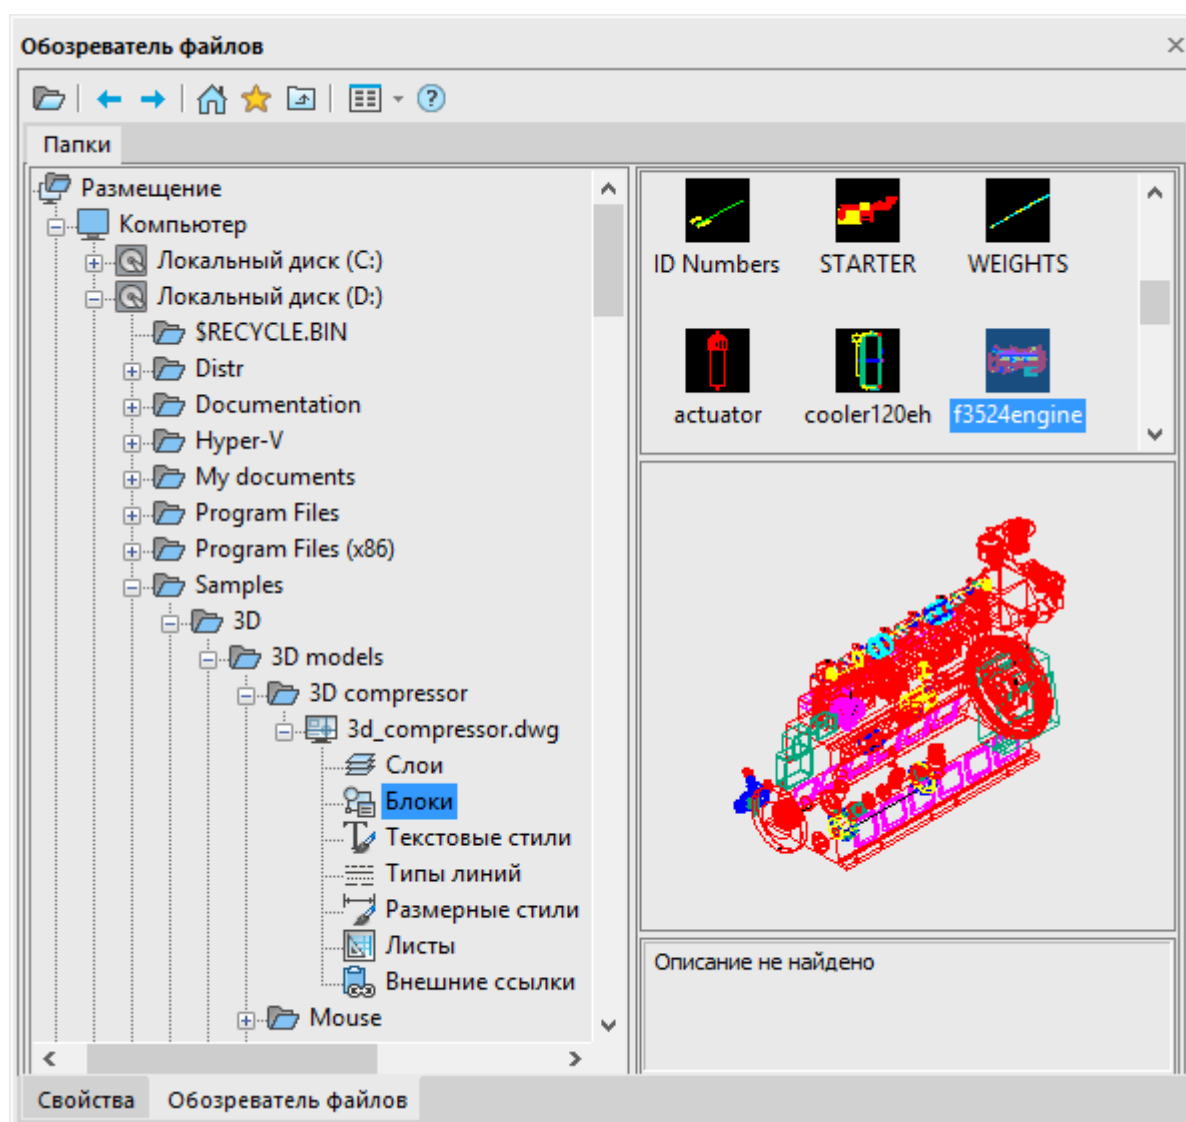 Обозреватель файлов
Папки
Размещение
Компьютер
Локальный диск (C:)
Локальный диск (D:)
$RECYCLE.BIN
Distr
Documentation
Hyper-V
My documents
Program Files
Program Files (x86)
Samples
3D
3D models
3D compressor
3d_compressor.dwg
Слои
Блоки
Текстовые стили
Типы линий
Размерные стили
Листы
Внешние ссылки
Mouse
ID Numbers STARTER WEIGHTS
actuator cooler120eh f3524engine
Описание не найдено
Свойства Обозреватель файлов